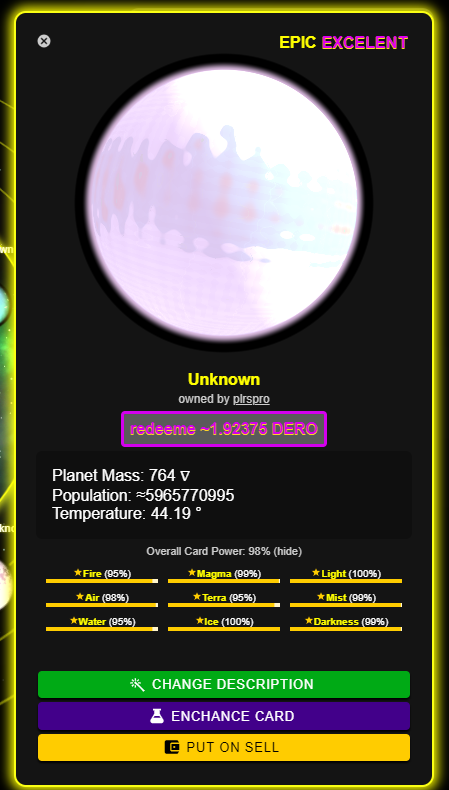 EPIC EXCELENT
Unknown
owned by plrspro
redeeme ~1.92375 DERO
Planet Mass: 764 ∇
Population: ≈5965770995
Temperature: 44.19 °
Overall Card Power: 98% (hide)
★Fire (95%) ★Magma (99%) ★Light (100%)
★Air (98%) ★Terra (95%) ★Mist (99%)
★Water (95%) ★Ice (100%) ★Darkness (99%)
CHANGE DESCRIPTION
ENCHANCE CARD
PUT ON SELL